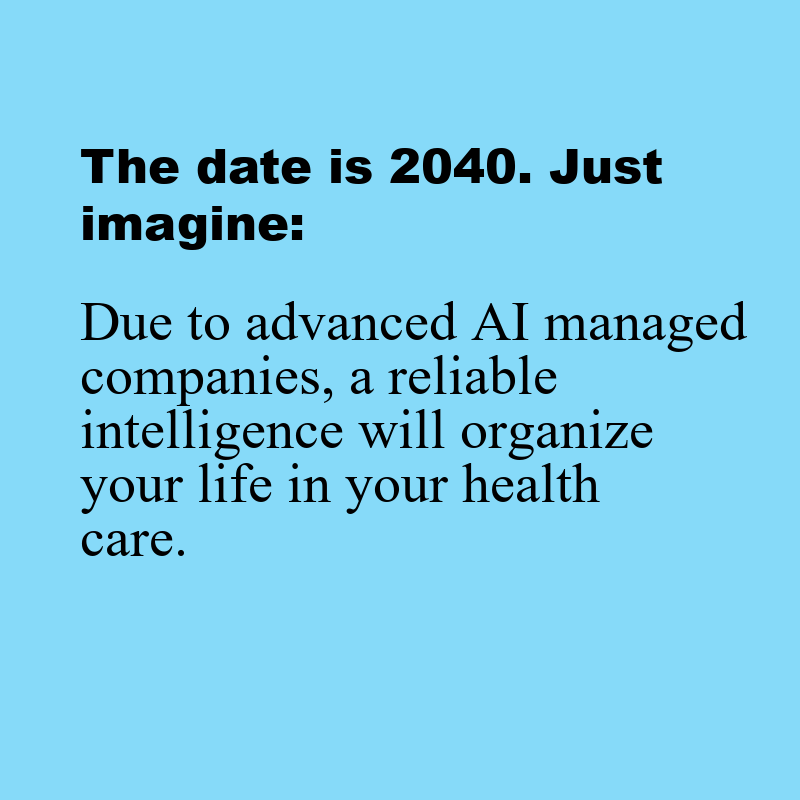 The date is 2040. Just
imagine:
Due to advanced AI managed
companies, a reliable
intelligence will organize
your life in your health
care.